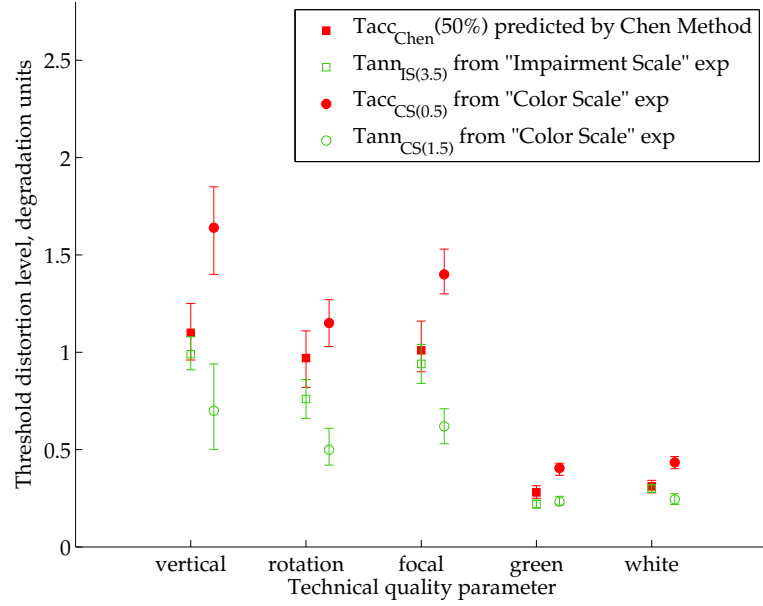 Tacc_Chen(50%) predicted by Chen Method
Tann_IS(3.5) from "Impairment Scale" exp
Tacc_CS(0.5) from "Color Scale" exp
Tann_CS(1.5) from "Color Scale" exp
Threshold distortion level, degradation units
2.5
2
1.5
1
0.5
0
vertical rotation focal green white
Technical quality parameter